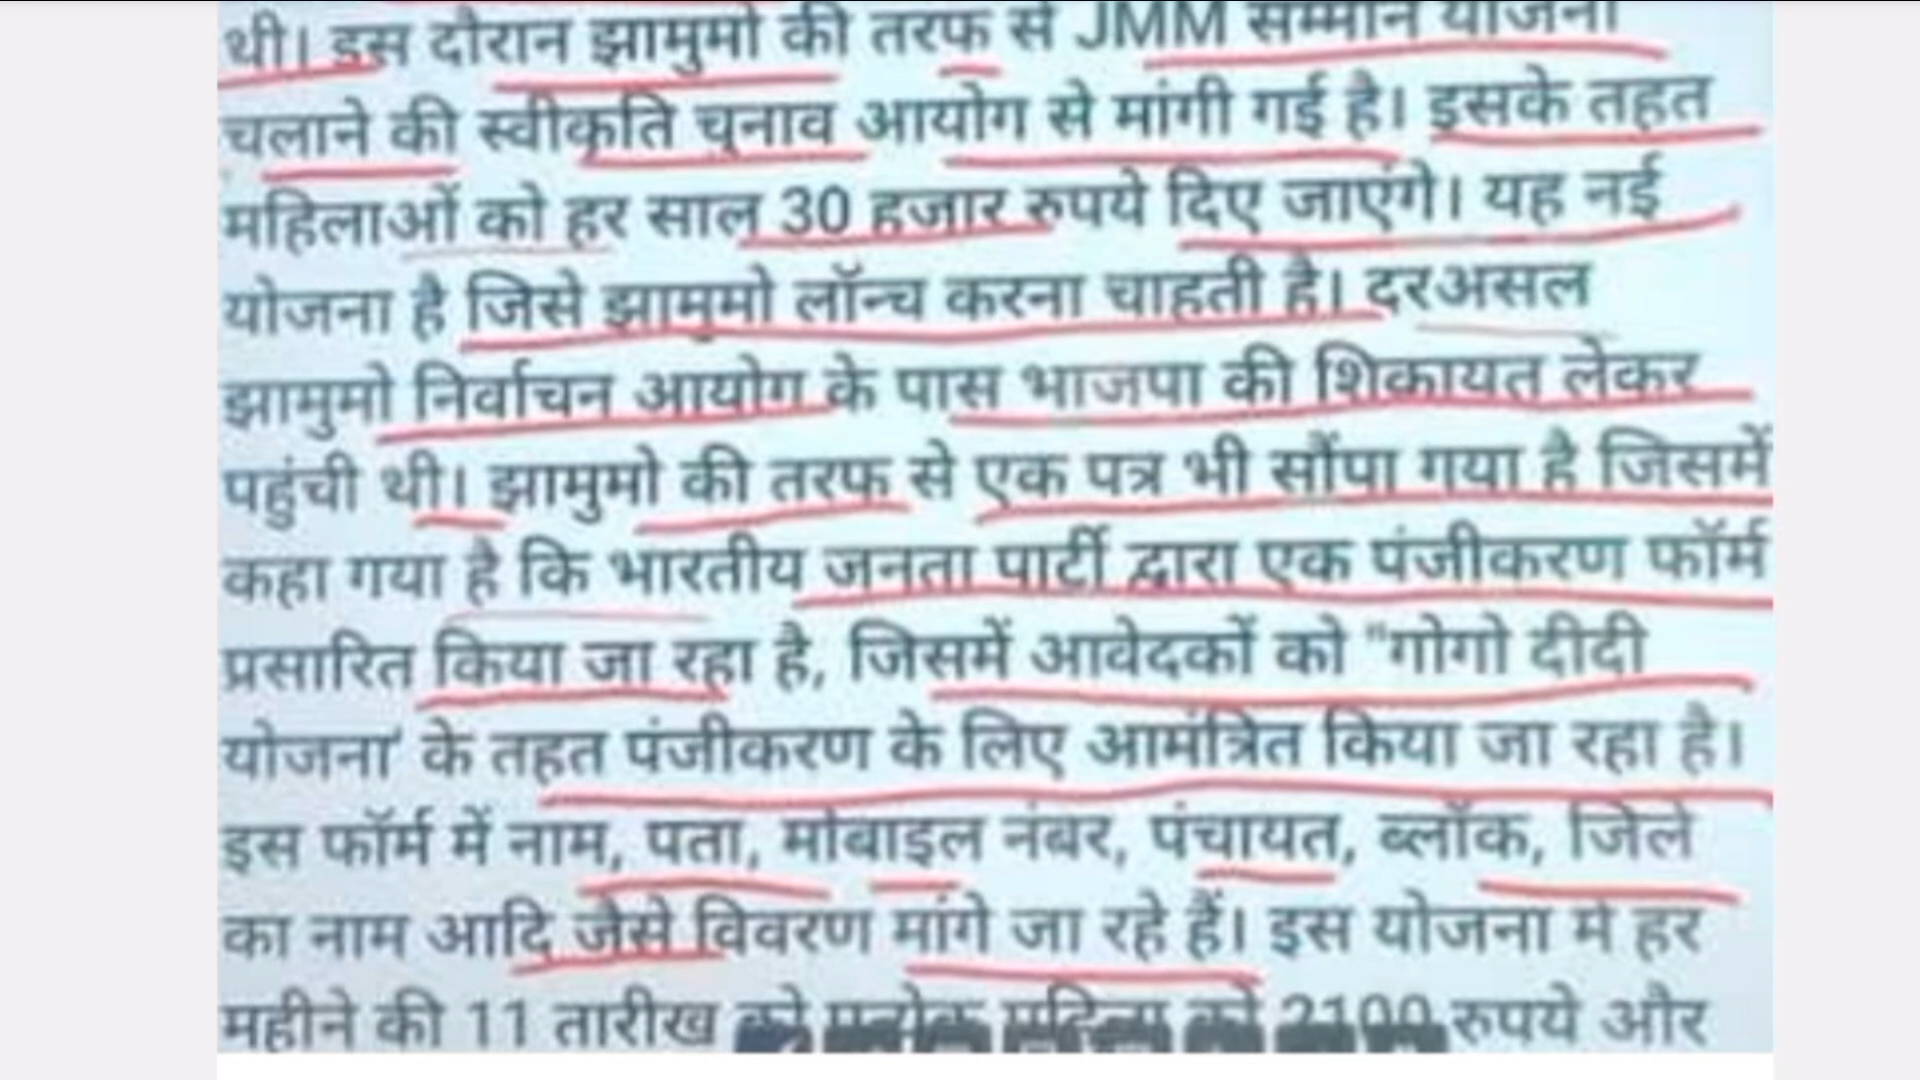 थी। इस दौरान झामुमो की तरफ से JMM सम्मान योजना
चलाने की स्वीकृति चुनाव आयोग से मांगी गई है। इसके तहत
महिलाओं को हर साल 30 हजार रुपये दिए जाएंगे। यह नई
योजना है जिसे झामुमो लॉन्च करना चाहती है। दरअसल
झामुमो निर्वाचन आयोग के पास भाजपा की शिकायत लेकर
पहुंची थी। झामुमो की तरफ से एक पत्र भी सौंपा गया है जिसमें
कहा गया है कि भारतीय जनता पार्टी द्वारा एक पंजीकरण फॉर्म
प्रसारित किया जा रहा है, जिसमें आवेदकों को "गोगो दीदी
योजना' के तहत पंजीकरण के लिए आमंत्रित किया जा रहा है।
इस फॉर्म में नाम, पता, मोबाइल नंबर, पंचायत, ब्लॉक, जिले
का नाम आदि जैसे विवरण मांगे जा रहे हैं। इस योजना में हर
महीने की 11 तारीख को प्रत्येक महिला को 2100 रुपये और